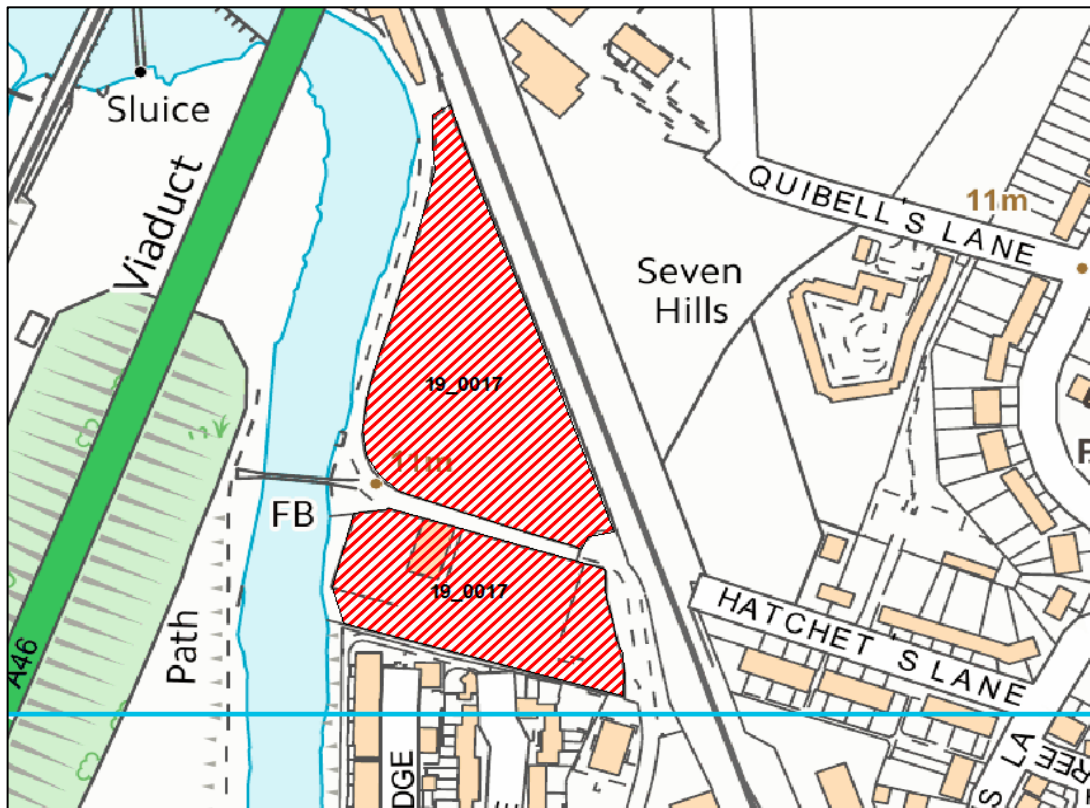 Sluice
Viaduct
QUIBELL'S LANE
11m
Seven
Hills
19_0017
11m
FB
19_0017
HATCHET'S LANE
Path
A46
DGE